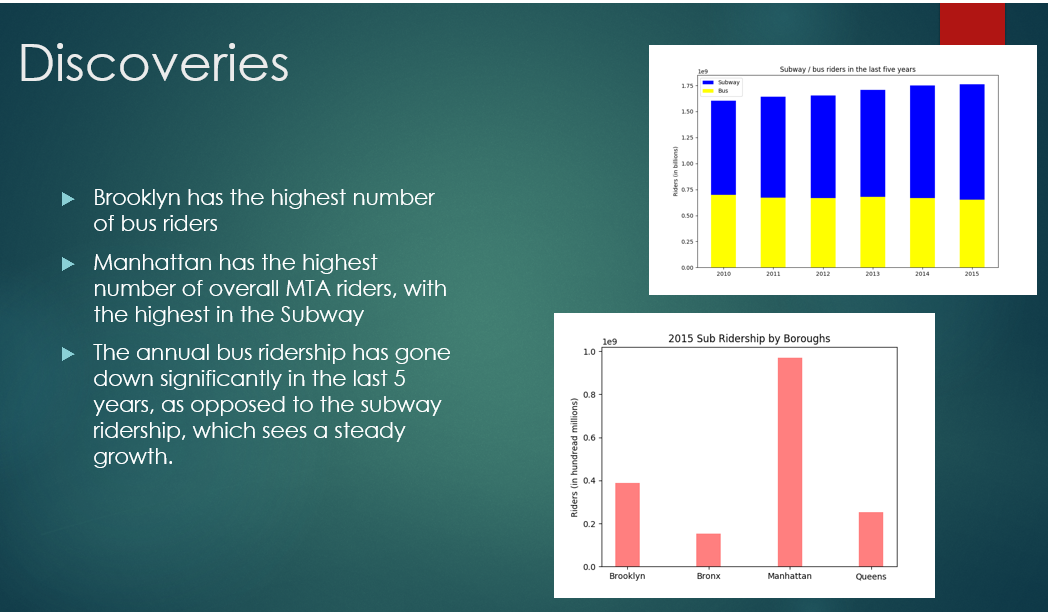 Discoveries
Brooklyn has the highest number
of bus riders
Manhattan has the highest
number of overall MTA riders, with
the highest in the Subway
The annual bus ridership has gone
down significantly in the last 5
years, as opposed to the subway
ridership, which sees a steady
growth.
Subway / bus riders in the last five years
1e9
Subway
Bus
Riders (in billions)
1.75
1.50
1.25
1.00
0.75
0.50
0.25
0.00
2010 2011 2012 2013 2014 2015
2015 Sub Ridership by Boroughs
1e9
Riders (in hundread millions)
1.0
0.8
0.6
0.4
0.2
0.0
Brooklyn Bronx Manhattan Queens